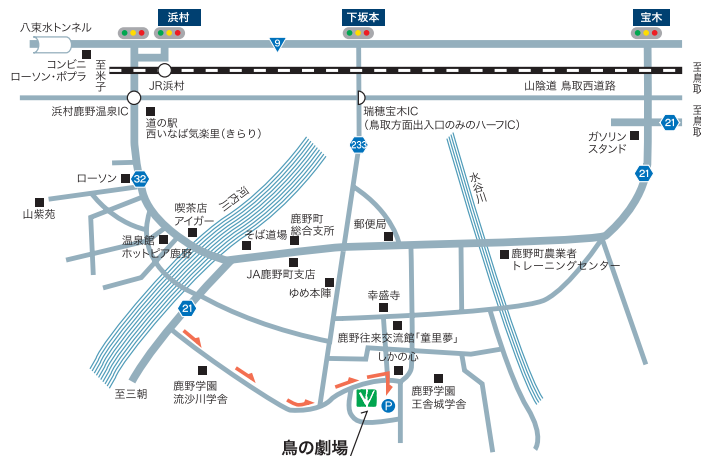 浜村
下坂本
宝木
八束水トンネル
9
コンビニ
ローソン・ポプラ
至米子
JR浜村
山陰道 鳥取西道路
至鳥取
浜村鹿野温泉IC
道の駅
西いなば気楽里（きらり）
瑞穂宝木IC
（鳥取方面出入口のみのハーフIC）
至鳥取
21
ガソリン
スタンド
233
ローソン
32
河内川
水谷川
21
山紫苑
喫茶店
アイガー
鹿野町
総合支所
郵便局
そば道場
温泉館
ホットピア鹿野
JA鹿野町支店
鹿野町農業者
トレーニングセンター
ゆめ本陣
幸盛寺
21
鹿野往来交流館「童里夢」
しかの心
至三朝
鹿野学園
流沙川学舎
鹿野学園
王舎城学舎
P
鳥の劇場